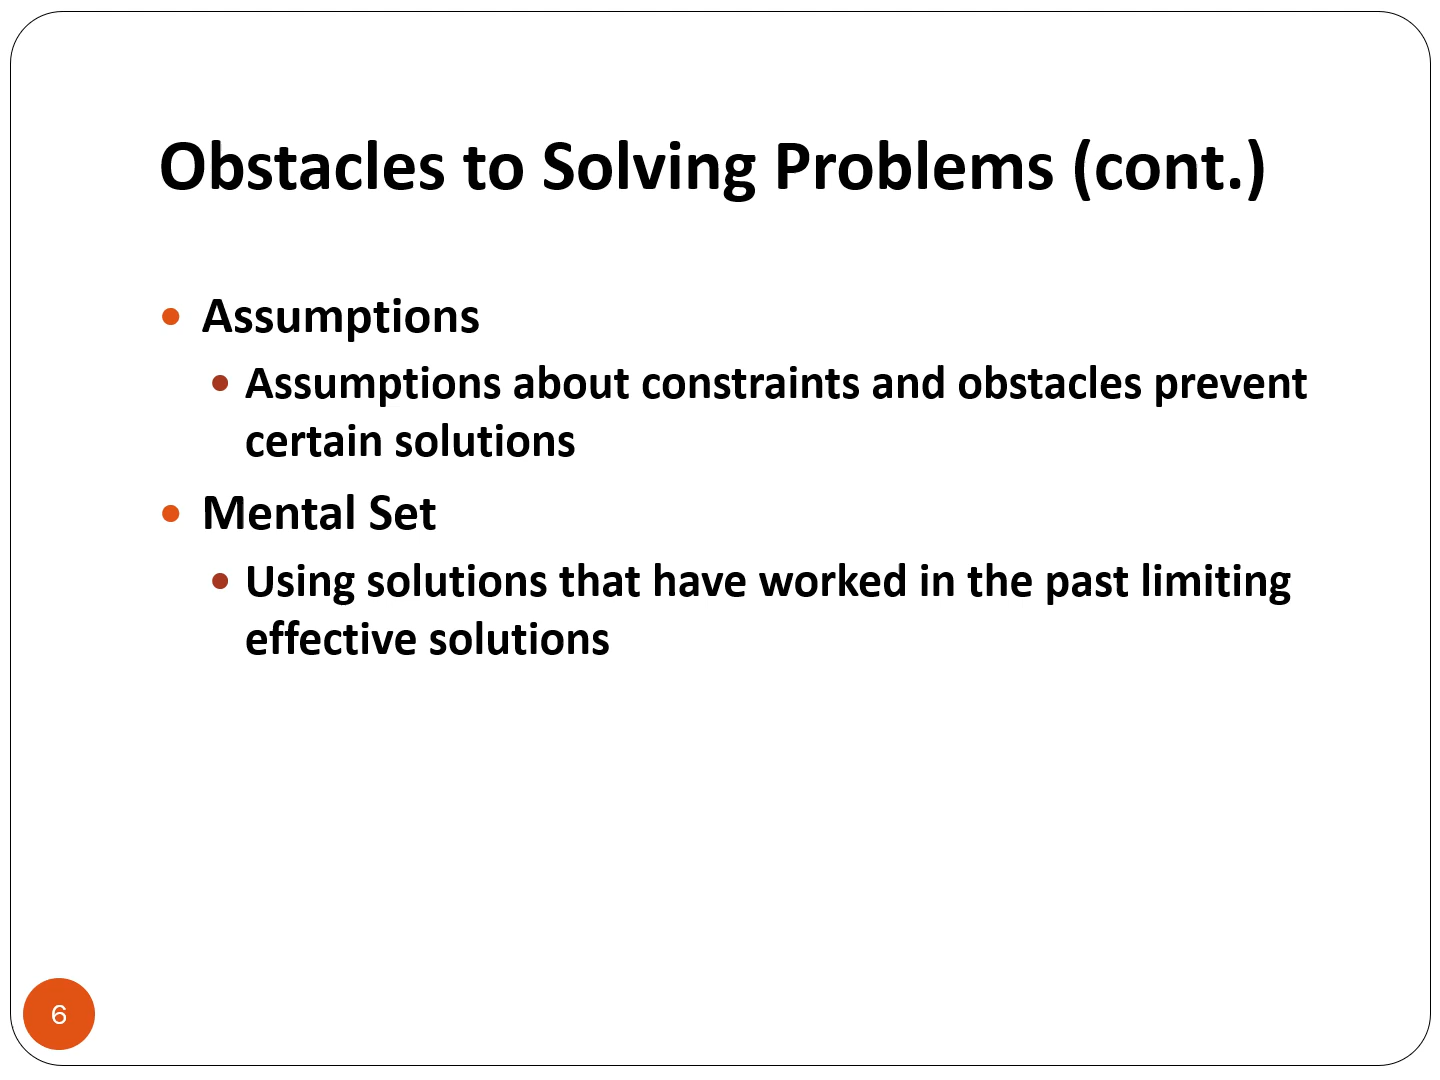 Obstacles to Solving Problems (cont.)
Assumptions
Assumptions about constraints and obstacles prevent
certain solutions
Mental Set
Using solutions that have worked in the past limiting
effective solutions
6